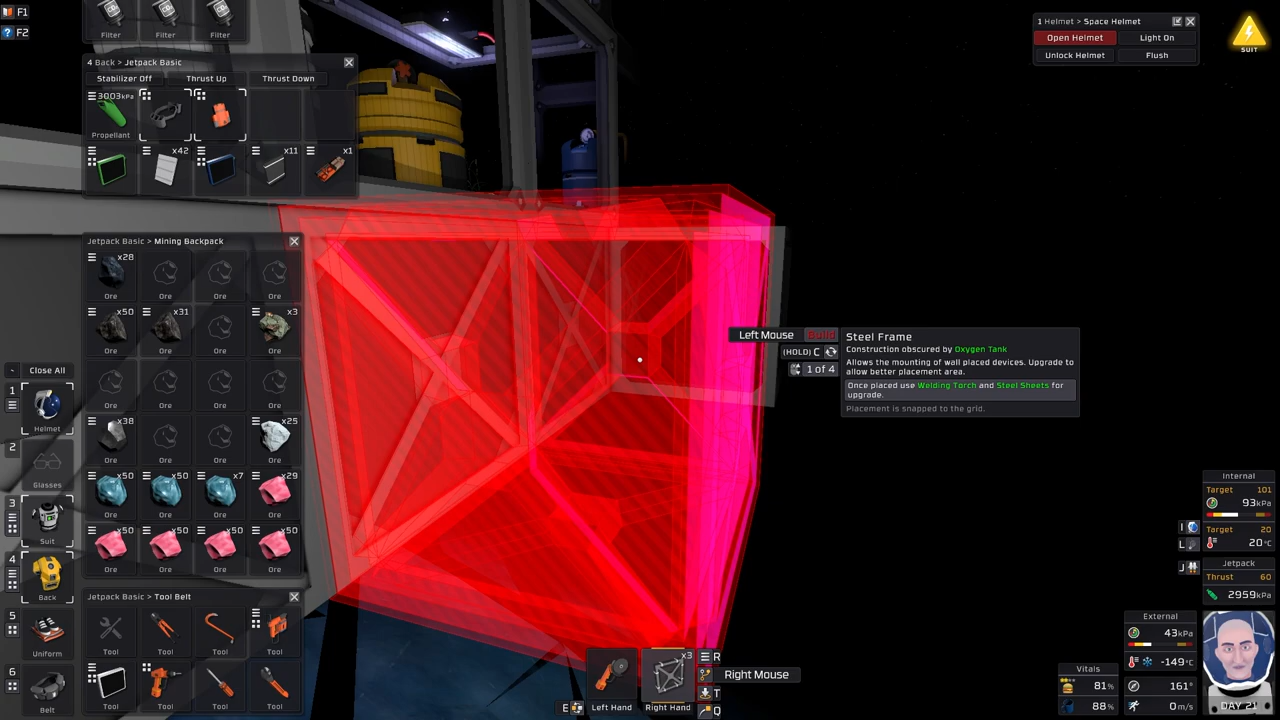 F1
F2
Filter
Filter
Filter
4 Back > Jetpack Basic
Stabilizer Off
Thrust Up
Thrust Down
3003kPa
Propellant
x42
x11
x1
Jetpack Basic > Mining Backpack
x28
Ore
Ore
Ore
Ore
x50
x31
x3
Ore
Ore
Ore
Ore
Ore
Ore
Ore
Ore
x38
x25
Ore
Ore
Ore
Ore
x50
x50
x7
x29
Ore
Ore
Ore
Ore
x50
x50
x50
x50
Ore
Ore
Ore
Ore
Jetpack Basic > Tool Belt
Tool
Tool
Tool
Tool
Tool
Tool
Tool
Tool
- Close All
1
Helmet
2
Glasses
3
Suit
4
Back
5
Uniform
6
Belt
1 Helmet > Space Helmet
Open Helmet
Light On
Unlock Helmet
Flush
SUIT
Left Mouse Build
(HOLD) C
1 of 4
Steel Frame
Construction obscured by Oxygen Tank
Allows the mounting of wall placed devices. Upgrade to
allow better placement area.
Once placed use Welding Torch and Steel Sheets for
upgrade.
Placement is snapped to the grid.
E
Left Hand
x3
Right Hand
R
Right Mouse
T
Q
Internal
Target 101
93kPa
Target 20
20°C
I
L
J
Jetpack
Thrust 60
2959kPa
External
43kPa
-149°C
161°
0m/s
Vitals
81%
88%
DAY 21